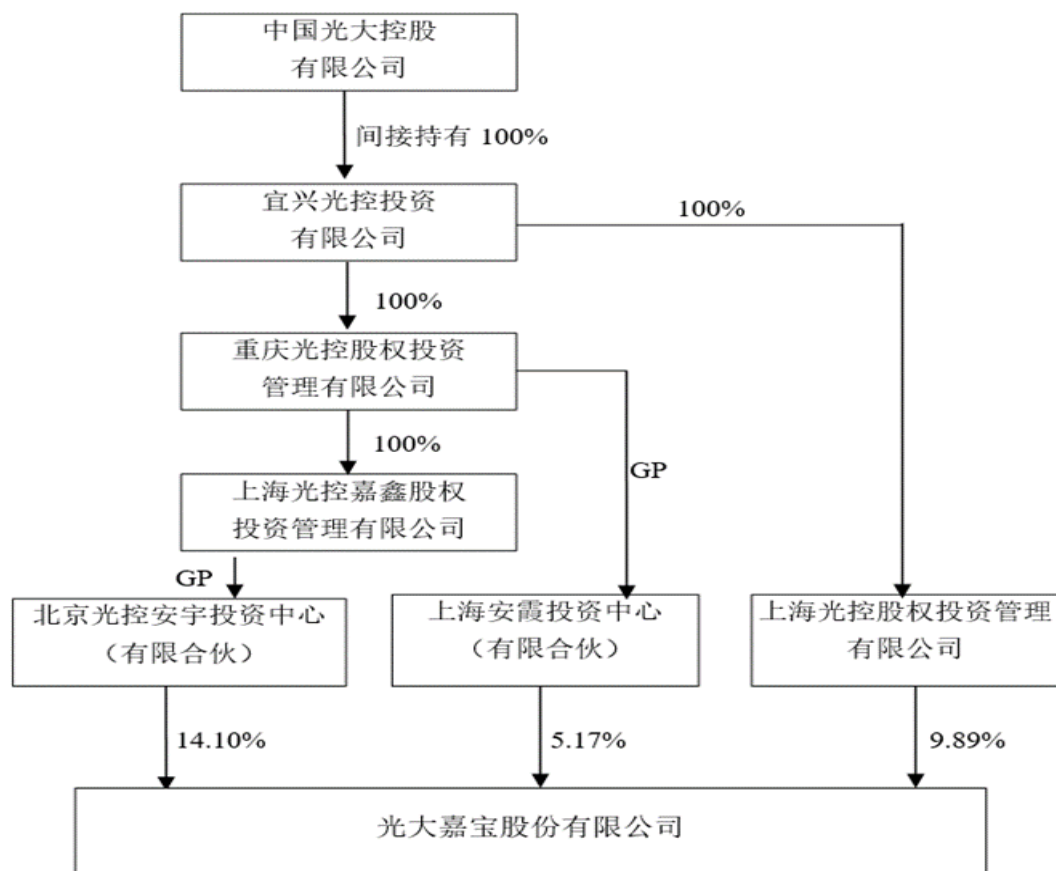 中国光大控股
有限公司
间接持有 100%
宜兴光控投资
有限公司
100%
100%
重庆光控股权投资
管理有限公司
100%
GP
上海光控嘉鑫股权
投资管理有限公司
GP
北京光控安宇投资中心
（有限合伙）
上海安霞投资中心
（有限合伙）
上海光控股权投资管理
有限公司
14.10%
5.17%
9.89%
光大嘉宝股份有限公司